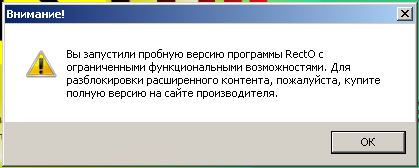 Внимание!
Вы запустили пробную версию программы RectO с
ограниченными функциональными возможностями. Для
разблокировки расширенного контента, пожалуйста, купите
полную версию на сайте производителя.
OK